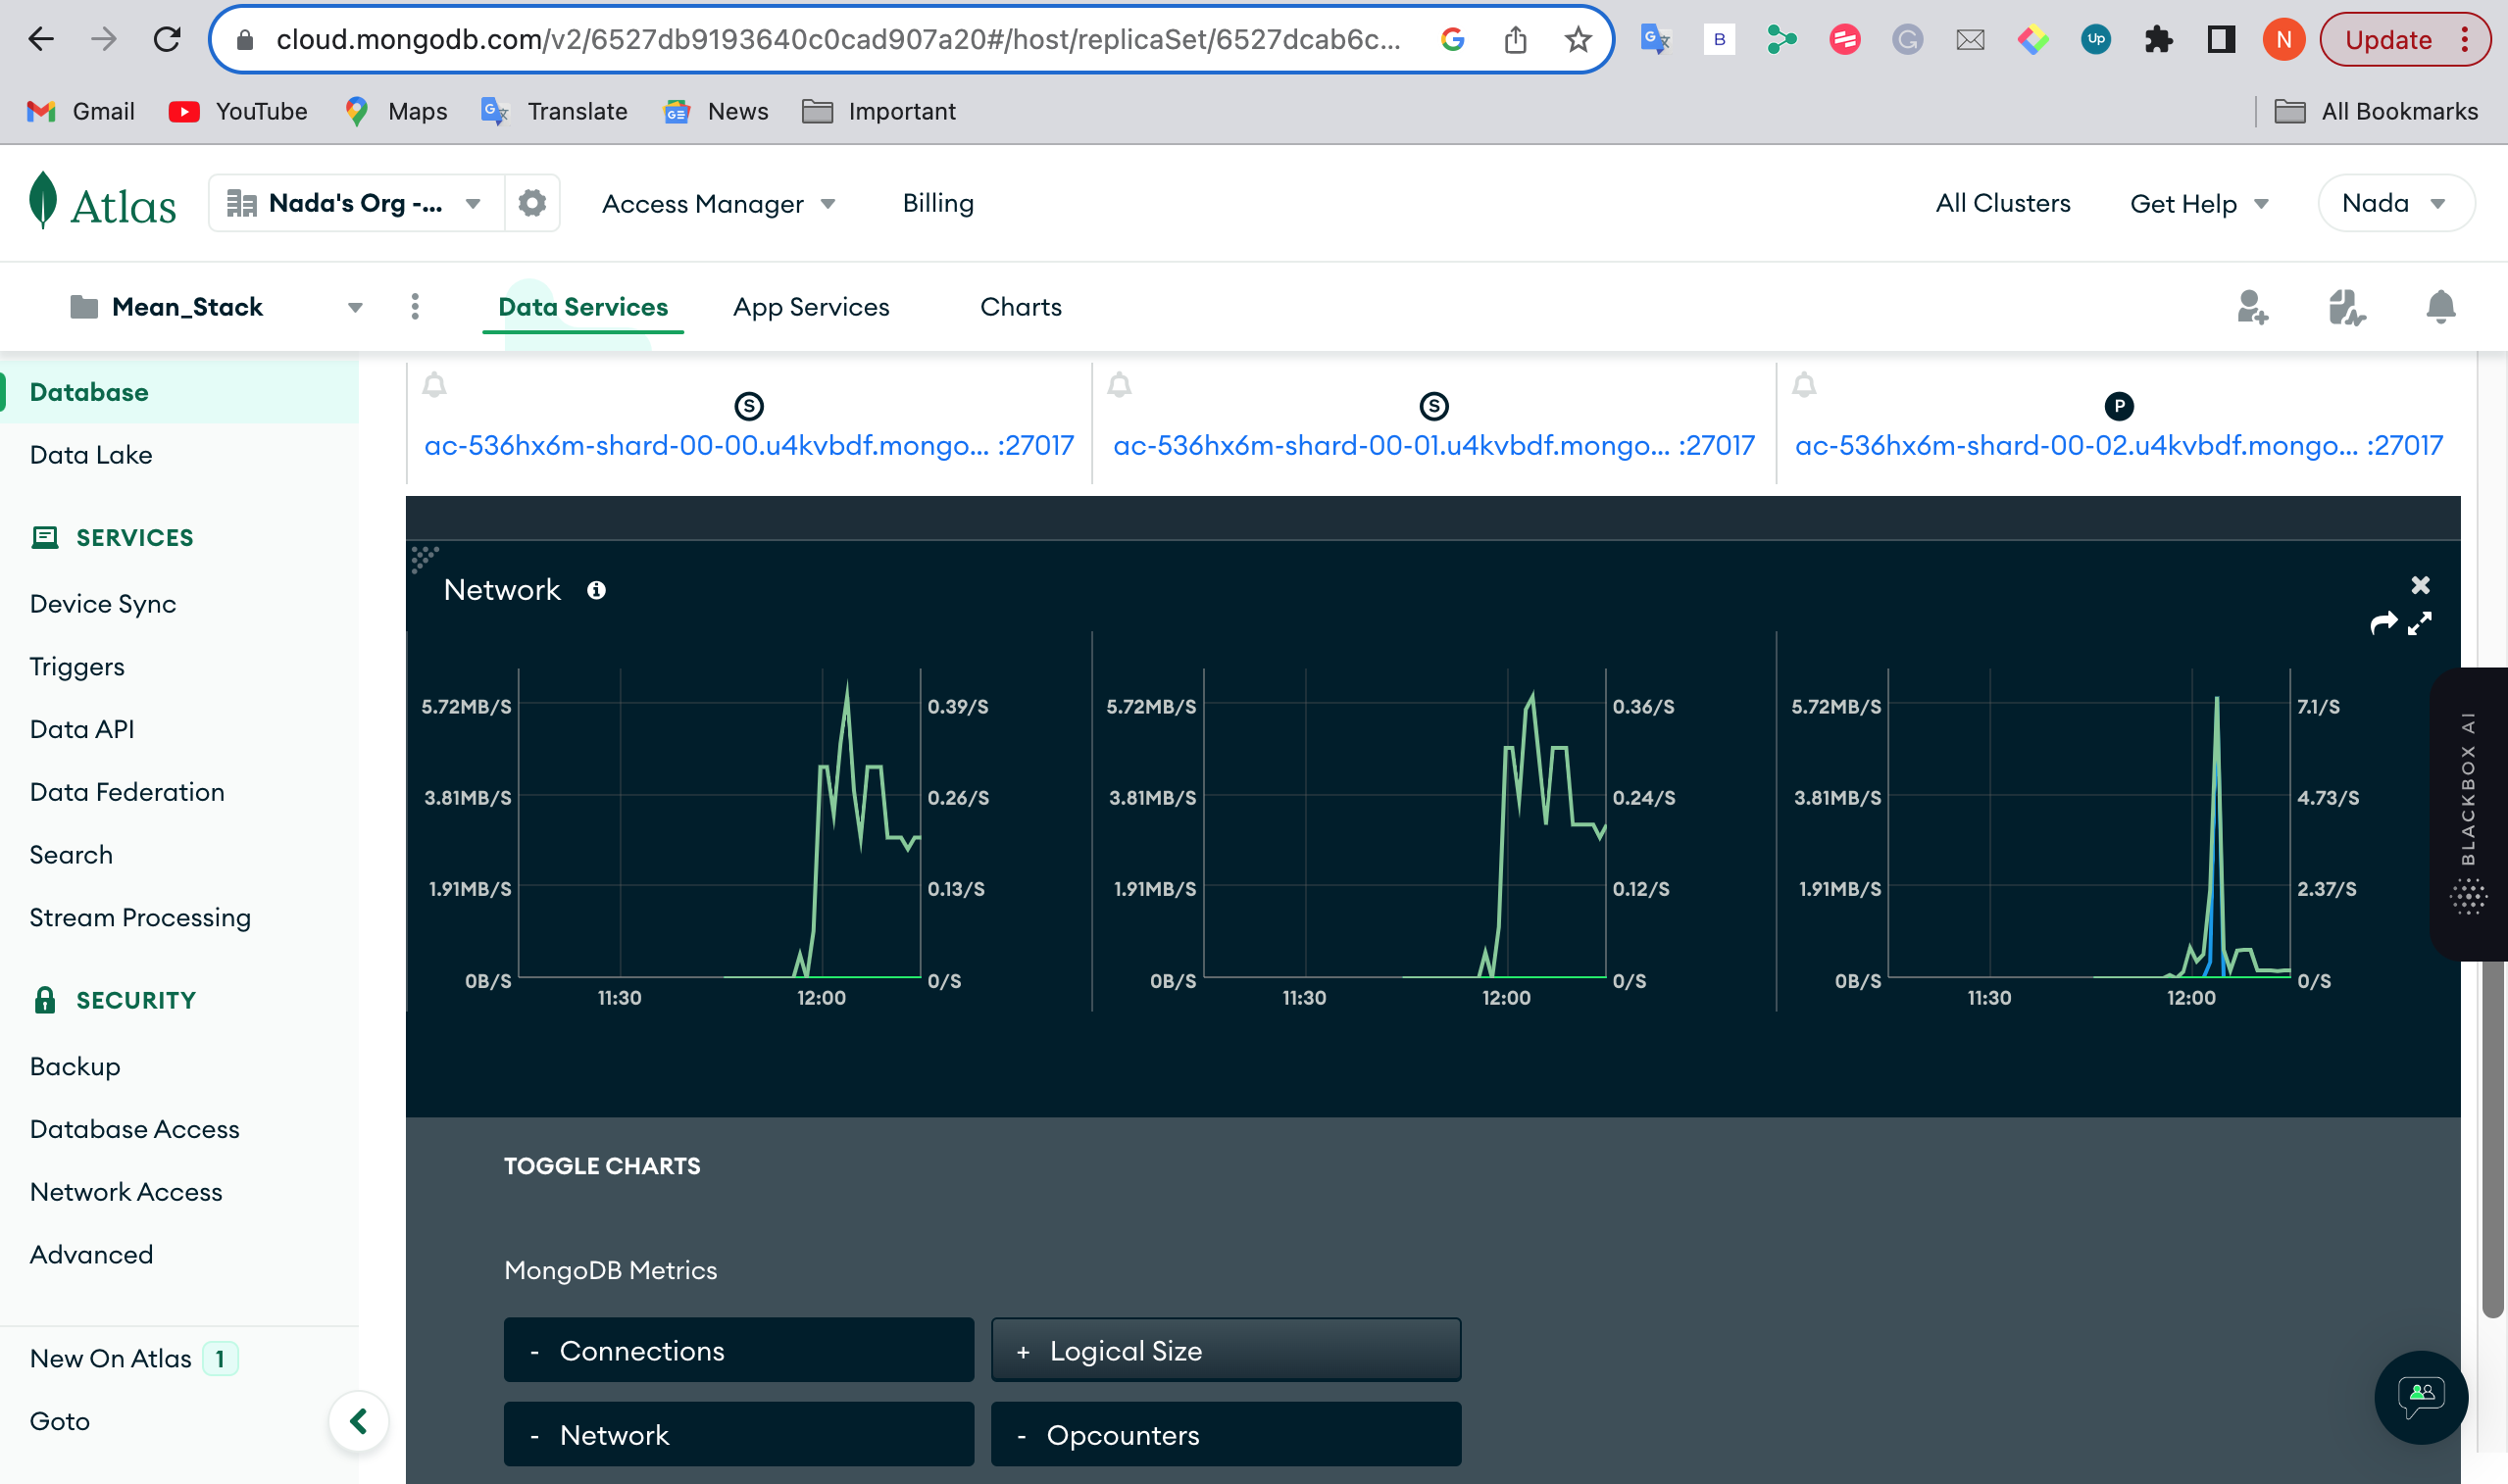 cloud.mongodb.com/v2/6527db9193640c0cad907a20#/host/replicaSet/6527dcab6c...
B
Up
N
Update
Gmail
YouTube
Maps
Translate
News
Important
All Bookmarks
Atlas
Nada's Org -...
Access Manager
Billing
All Clusters
Get Help
Nada
Mean_Stack
Data Services
App Services
Charts
Database
Data Lake
SERVICES
Device Sync
Triggers
Data API
Data Federation
Search
Stream Processing
SECURITY
Backup
Database Access
Network Access
Advanced
New On Atlas 1
Goto
S
ac-536hx6m-shard-00-00.u4kvbdf.mongo... :27017
S
ac-536hx6m-shard-00-01.u4kvbdf.mongo... :27017
P
ac-536hx6m-shard-00-02.u4kvbdf.mongo... :27017
Network
5.72MB/S
3.81MB/S
1.91MB/S
0B/S
11:30
12:00
0.39/S
0.26/S
0.13/S
0/S
5.72MB/S
3.81MB/S
1.91MB/S
0B/S
11:30
12:00
0.36/S
0.24/S
0.12/S
0/S
5.72MB/S
3.81MB/S
1.91MB/S
0B/S
11:30
12:00
7.1/S
4.73/S
2.37/S
0/S
BLACKBOX AI
TOGGLE CHARTS
MongoDB Metrics
- Connections
+ Logical Size
- Network
- Opcounters